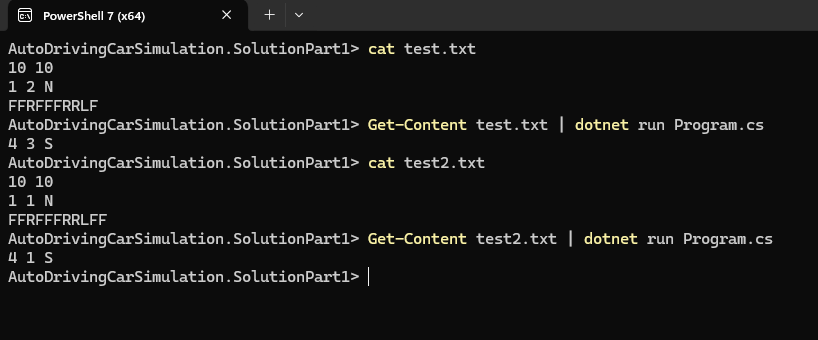 PowerShell 7 (x64)
AutoDrivingCarSimulation.SolutionPart1> cat test.txt
10 10
1 2 N
FFRFFFRRLF
AutoDrivingCarSimulation.SolutionPart1> Get-Content test.txt | dotnet run Program.cs
4 3 S
AutoDrivingCarSimulation.SolutionPart1> cat test2.txt
10 10
1 1 N
FFRFFFRRLFF
AutoDrivingCarSimulation.SolutionPart1> Get-Content test2.txt | dotnet run Program.cs
4 1 S
AutoDrivingCarSimulation.SolutionPart1>